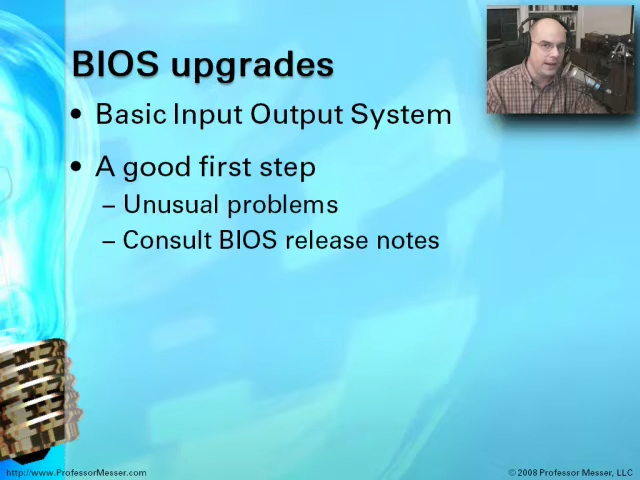 BIOS upgrades
• Basic Input Output System
• A good first step
– Unusual problems
– Consult BIOS release notes
http://www.ProfessorMesser.com
© 2008 Professor Messer, LLC